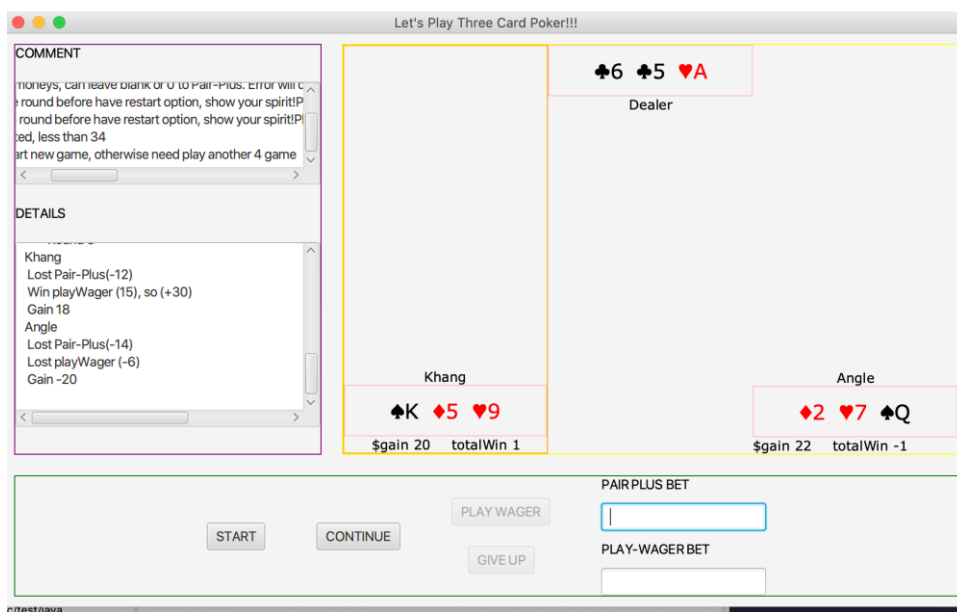 Let's Play Three Card Poker!!!
COMMENT
moneys, can leave blank or 0 to Pair-Plus. Error will
round before have restart option, show your spirit!P
round before have restart option, show your spirit!Pl
ted, less than 34
art new game, otherwise need play another 4 game
DETAILS
Khang
Lost Pair-Plus(-12)
Win playWager (15), so (+30)
Gain 18
Angle
Lost Pair-Plus(-14)
Lost playWager (-6)
Gain -20
♣6 ♣5 ♥A
Dealer
Khang
♠K ♦5 ♥9
$gain 20 totalWin 1
Angle
♦2 ♥7 ♠Q
$gain 22 totalWin -1
START
CONTINUE
PLAY WAGER
GIVE UP
PAIR PLUS BET
PLAY-WAGER BET
c/test/java